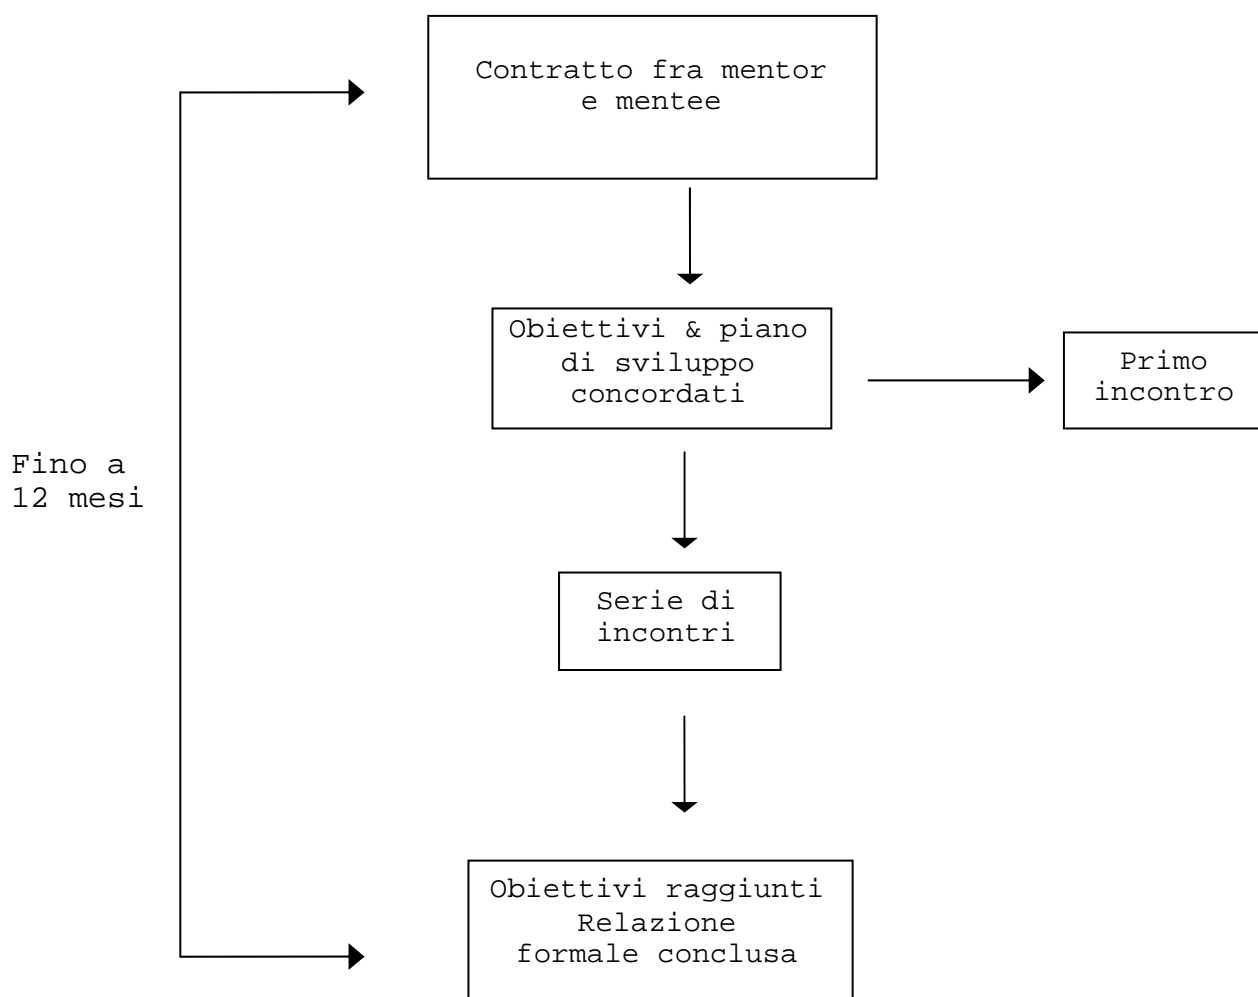 Contratto fra mentor
e mentee
Obiettivi & piano
di sviluppo
concordati
Primo
incontro
Fino a
12 mesi
Serie di
incontri
Obiettivi raggiunti
Relazione
formale conclusa